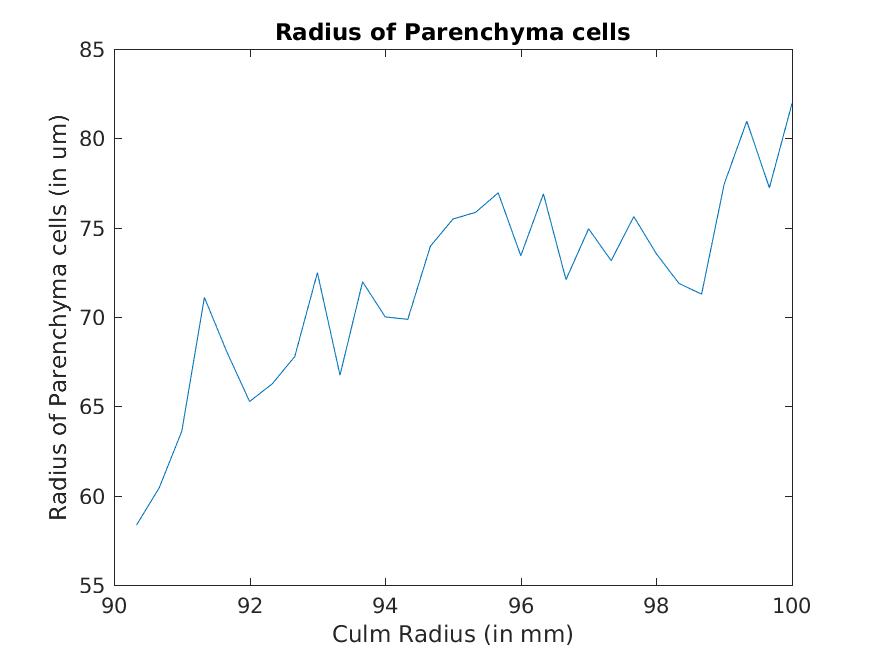 Radius of Parenchyma cells
85
80
75
70
65
60
55
Radius of Parenchyma cells (in um)
90 92 94 96 98 100
Culm Radius (in mm)